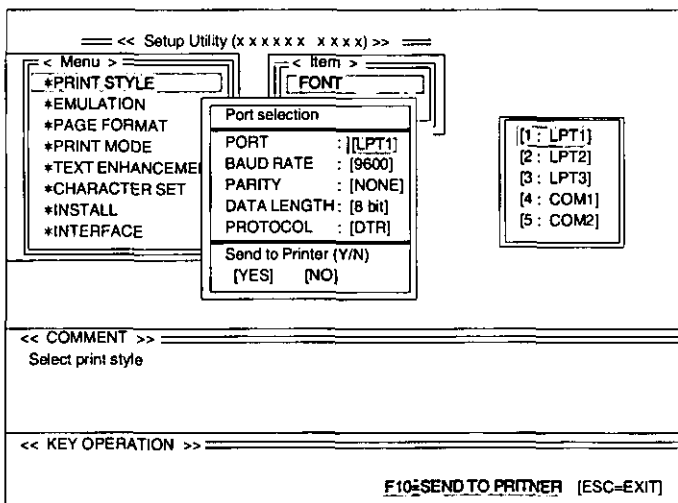 << Setup Utility (x x x x x x x x x x) >>
< Menu >
*PRINT STYLE
*EMULATION
*PAGE FORMAT
*PRINT MODE
*TEXT ENHANCEME
*CHARACTER SET
*INSTALL
*INTERFACE
< Item >
FONT
Port selection
PORT : [LPT1]
BAUD RATE : [9600]
PARITY : [NONE]
DATA LENGTH : [8 bit]
PROTOCOL : [DTR]
Send to Printer (Y/N)
[YES] [NO]
[1 : LPT1]
[2 : LPT2]
[3 : LPT3]
[4 : COM1]
[5 : COM2]
<< COMMENT >>
Select print style
<< KEY OPERATION >>
F10=SEND TO PRITNER [ESC=EXIT]